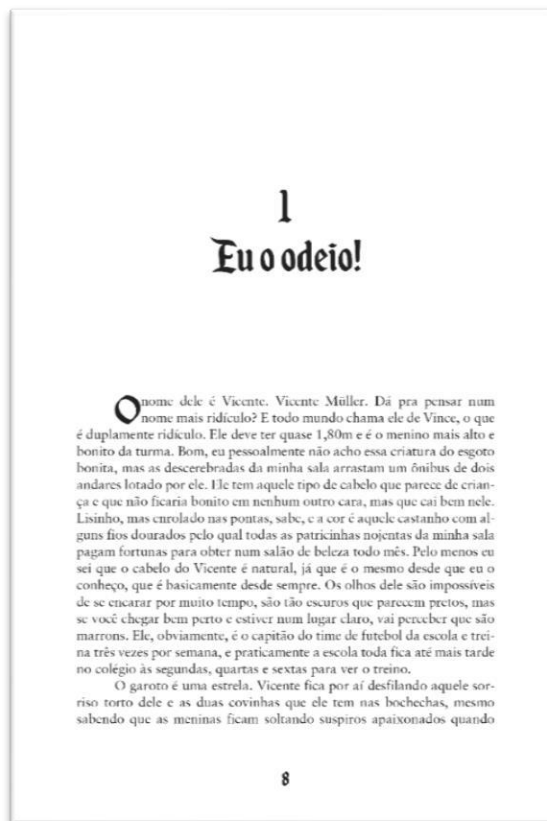 1
Eu o odeio!
O nome dele é Vicente. Vicente Müller. Dá pra pensar num
nome mais ridículo? E todo mundo chama ele de Vince, o que
é duplamente ridículo. Ele deve ter quase 1,80m e é o menino mais alto e
bonito da turma. Bom, eu pessoalmente não acho essa criatura do esgoto
bonita, mas as descerebradas da minha sala arrastam um ônibus de dois
andares lotado por ele. Ele tem aquele tipo de cabelo que parece de crian-
ça e que não ficaria bonito em nenhum outro cara, mas que cai bem nele.
Lisinho, mas enrolado nas pontas, sabe, e a cor é aquele castanho com al-
guns fios dourados pelo qual todas as patricinhas nojentas da minha sala
pagam fortunas para obter num salão de beleza todo mês. Pelo menos eu
sei que o cabelo do Vicente é natural, já que é o mesmo desde que eu o
conheço, que é basicamente desde sempre. Os olhos dele são impossíveis
de se encarar por muito tempo, são tão escuros que parecem pretos, mas
se você chegar bem perto e estiver num lugar claro, vai perceber que são
marrons. Ele, obviamente, é o capitão do time de futebol da escola e trei-
na três vezes por semana, e praticamente a escola toda fica até mais tarde
no colégio às segundas, quartas e sextas para ver o treino.
O garoto é uma estrela. Vicente fica por aí desfilando aquele sor-
riso torto dele e as duas covinhas que ele tem nas bochechas, mesmo
sabendo que as meninas ficam soltando suspiros apaixonados quando
8